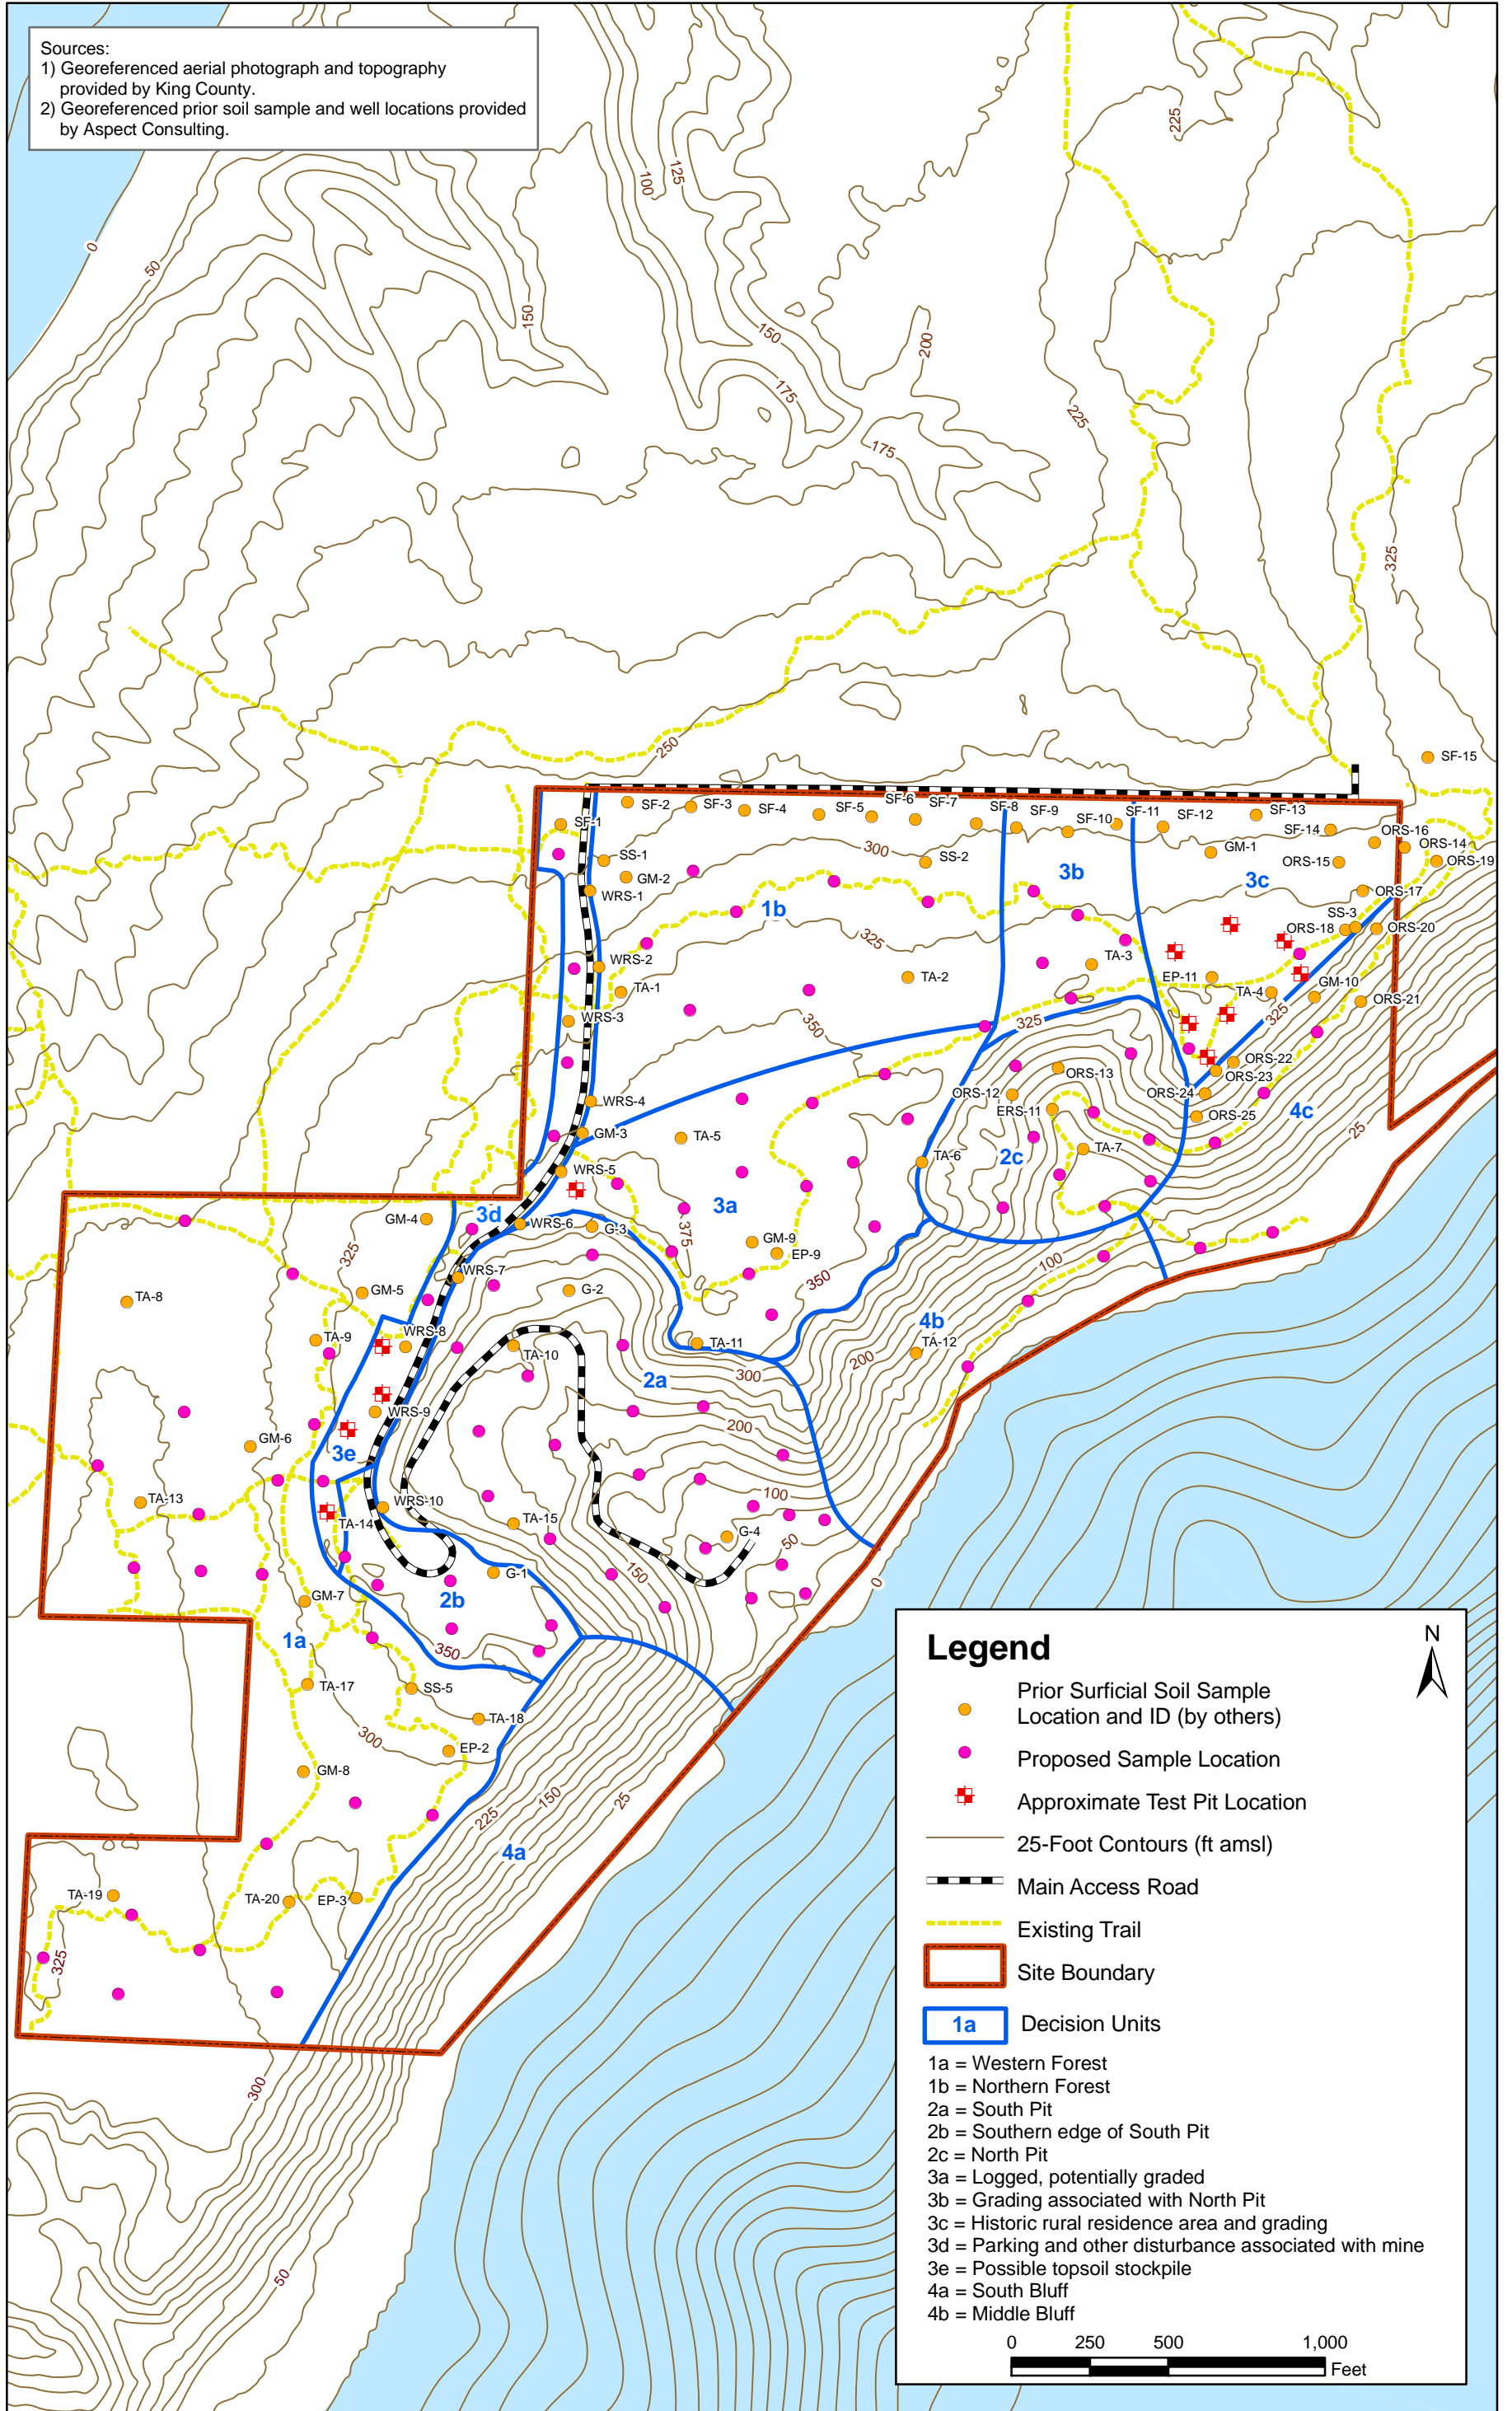 Sources:
1) Georeferenced aerial photograph and topography
provided by King County.
2) Georeferenced prior soil sample and well locations provided
by Aspect Consulting.
225
125
100
0
50
150
150
200
175
225
175
325
250
SF-15
SF-1
SF-2
SF-3
SF-4
SF-5
SF-6
SF-7
SF-8
SF-9
SF-10
SF-11
SF-12
SF-13
SF-14
ORS-16
ORS-14
ORS-15
ORS-19
GM-1
300
SS-1
SS-2
GM-2
WRS-1
3b
3c
ORS-17
1b
SS-3
ORS-18
ORS-20
325
WRS-2
TA-1
TA-2
TA-3
EP-11
TA-4
GM-10
ORS-21
WRS-3
350
325
325
ORS-22
ORS-23
ORS-13
ORS-12
ORS-24
ERS-11
ORS-25
4c
25
WRS-4
GM-3
TA-5
TA-6
2c
TA-7
WRS-5
3a
GM-4
3d
WRS-6
G-3
375
GM-9
EP-9
325
350
100
WRS-7
TA-8
GM-5
G-2
4b
TA-9
WRS-8
TA-10
TA-11
TA-12
300
200
2a
WRS-9
200
GM-6
3e
TA-13
WRS-10
100
TA-14
TA-15
G-4
50
150
0
G-1
GM-7
2b
1a
350
TA-17
SS-5
TA-18
300
EP-2
GM-8
225
150
25
4a
TA-19
TA-20
EP-3
325
300
50
Legend
N
Prior Surficial Soil Sample
Location and ID (by others)
Proposed Sample Location
Approximate Test Pit Location
25-Foot Contours (ft amsl)
Main Access Road
Existing Trail
Site Boundary
1a Decision Units
1a = Western Forest
1b = Northern Forest
2a = South Pit
2b = Southern edge of South Pit
2c = North Pit
3a = Logged, potentially graded
3b = Grading associated with North Pit
3c = Historic rural residence area and grading
3d = Parking and other disturbance associated with mine
3e = Possible topsoil stockpile
4a = South Bluff
4b = Middle Bluff
0 250 500 1,000
Feet